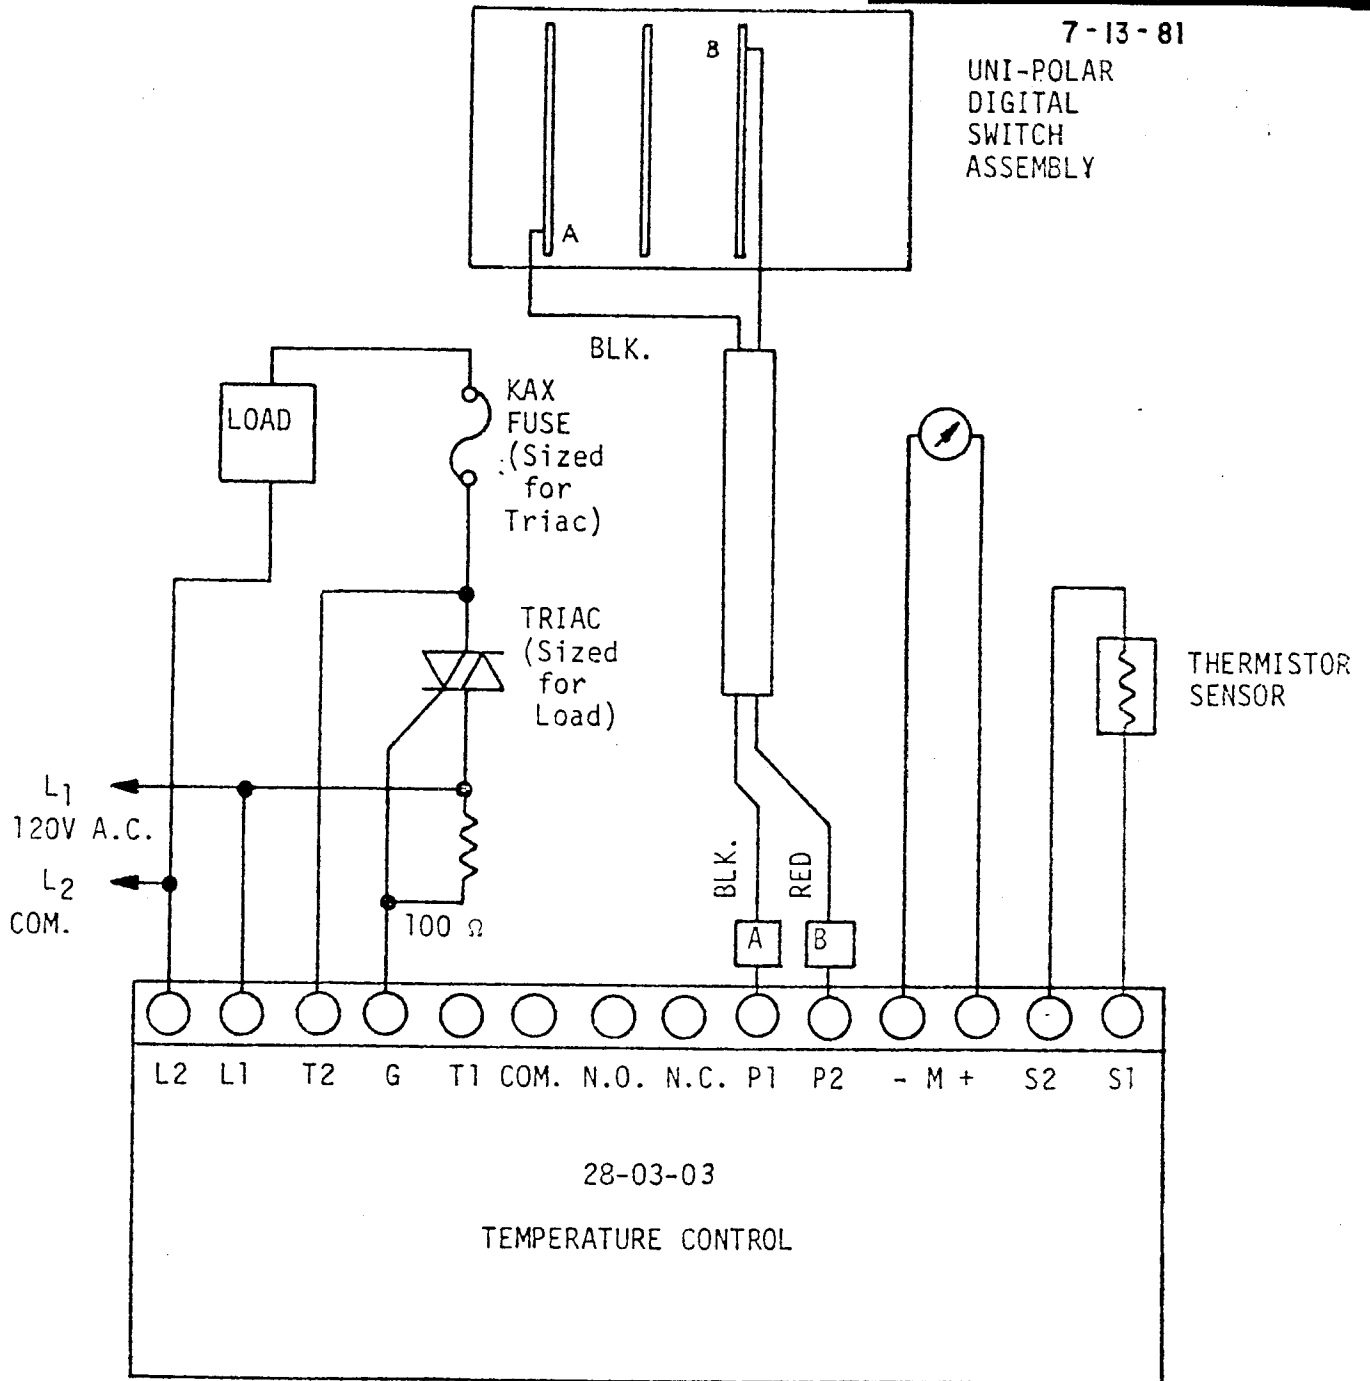 7-13-81
UNI-POLAR
DIGITAL
SWITCH
ASSEMBLY
B
A
BLK.
KAX
FUSE
(Sized
for
Triac)
LOAD
TRIAC
(Sized
for
Load)
THERMISTOR
SENSOR
L1
120V A.C.
L2
COM.
100 Ω
BLK.
RED
A
B
L2 L1 T2 G T1 COM. N.O. N.C. P1 P2 - M + S2 S1
28-03-03
TEMPERATURE CONTROL